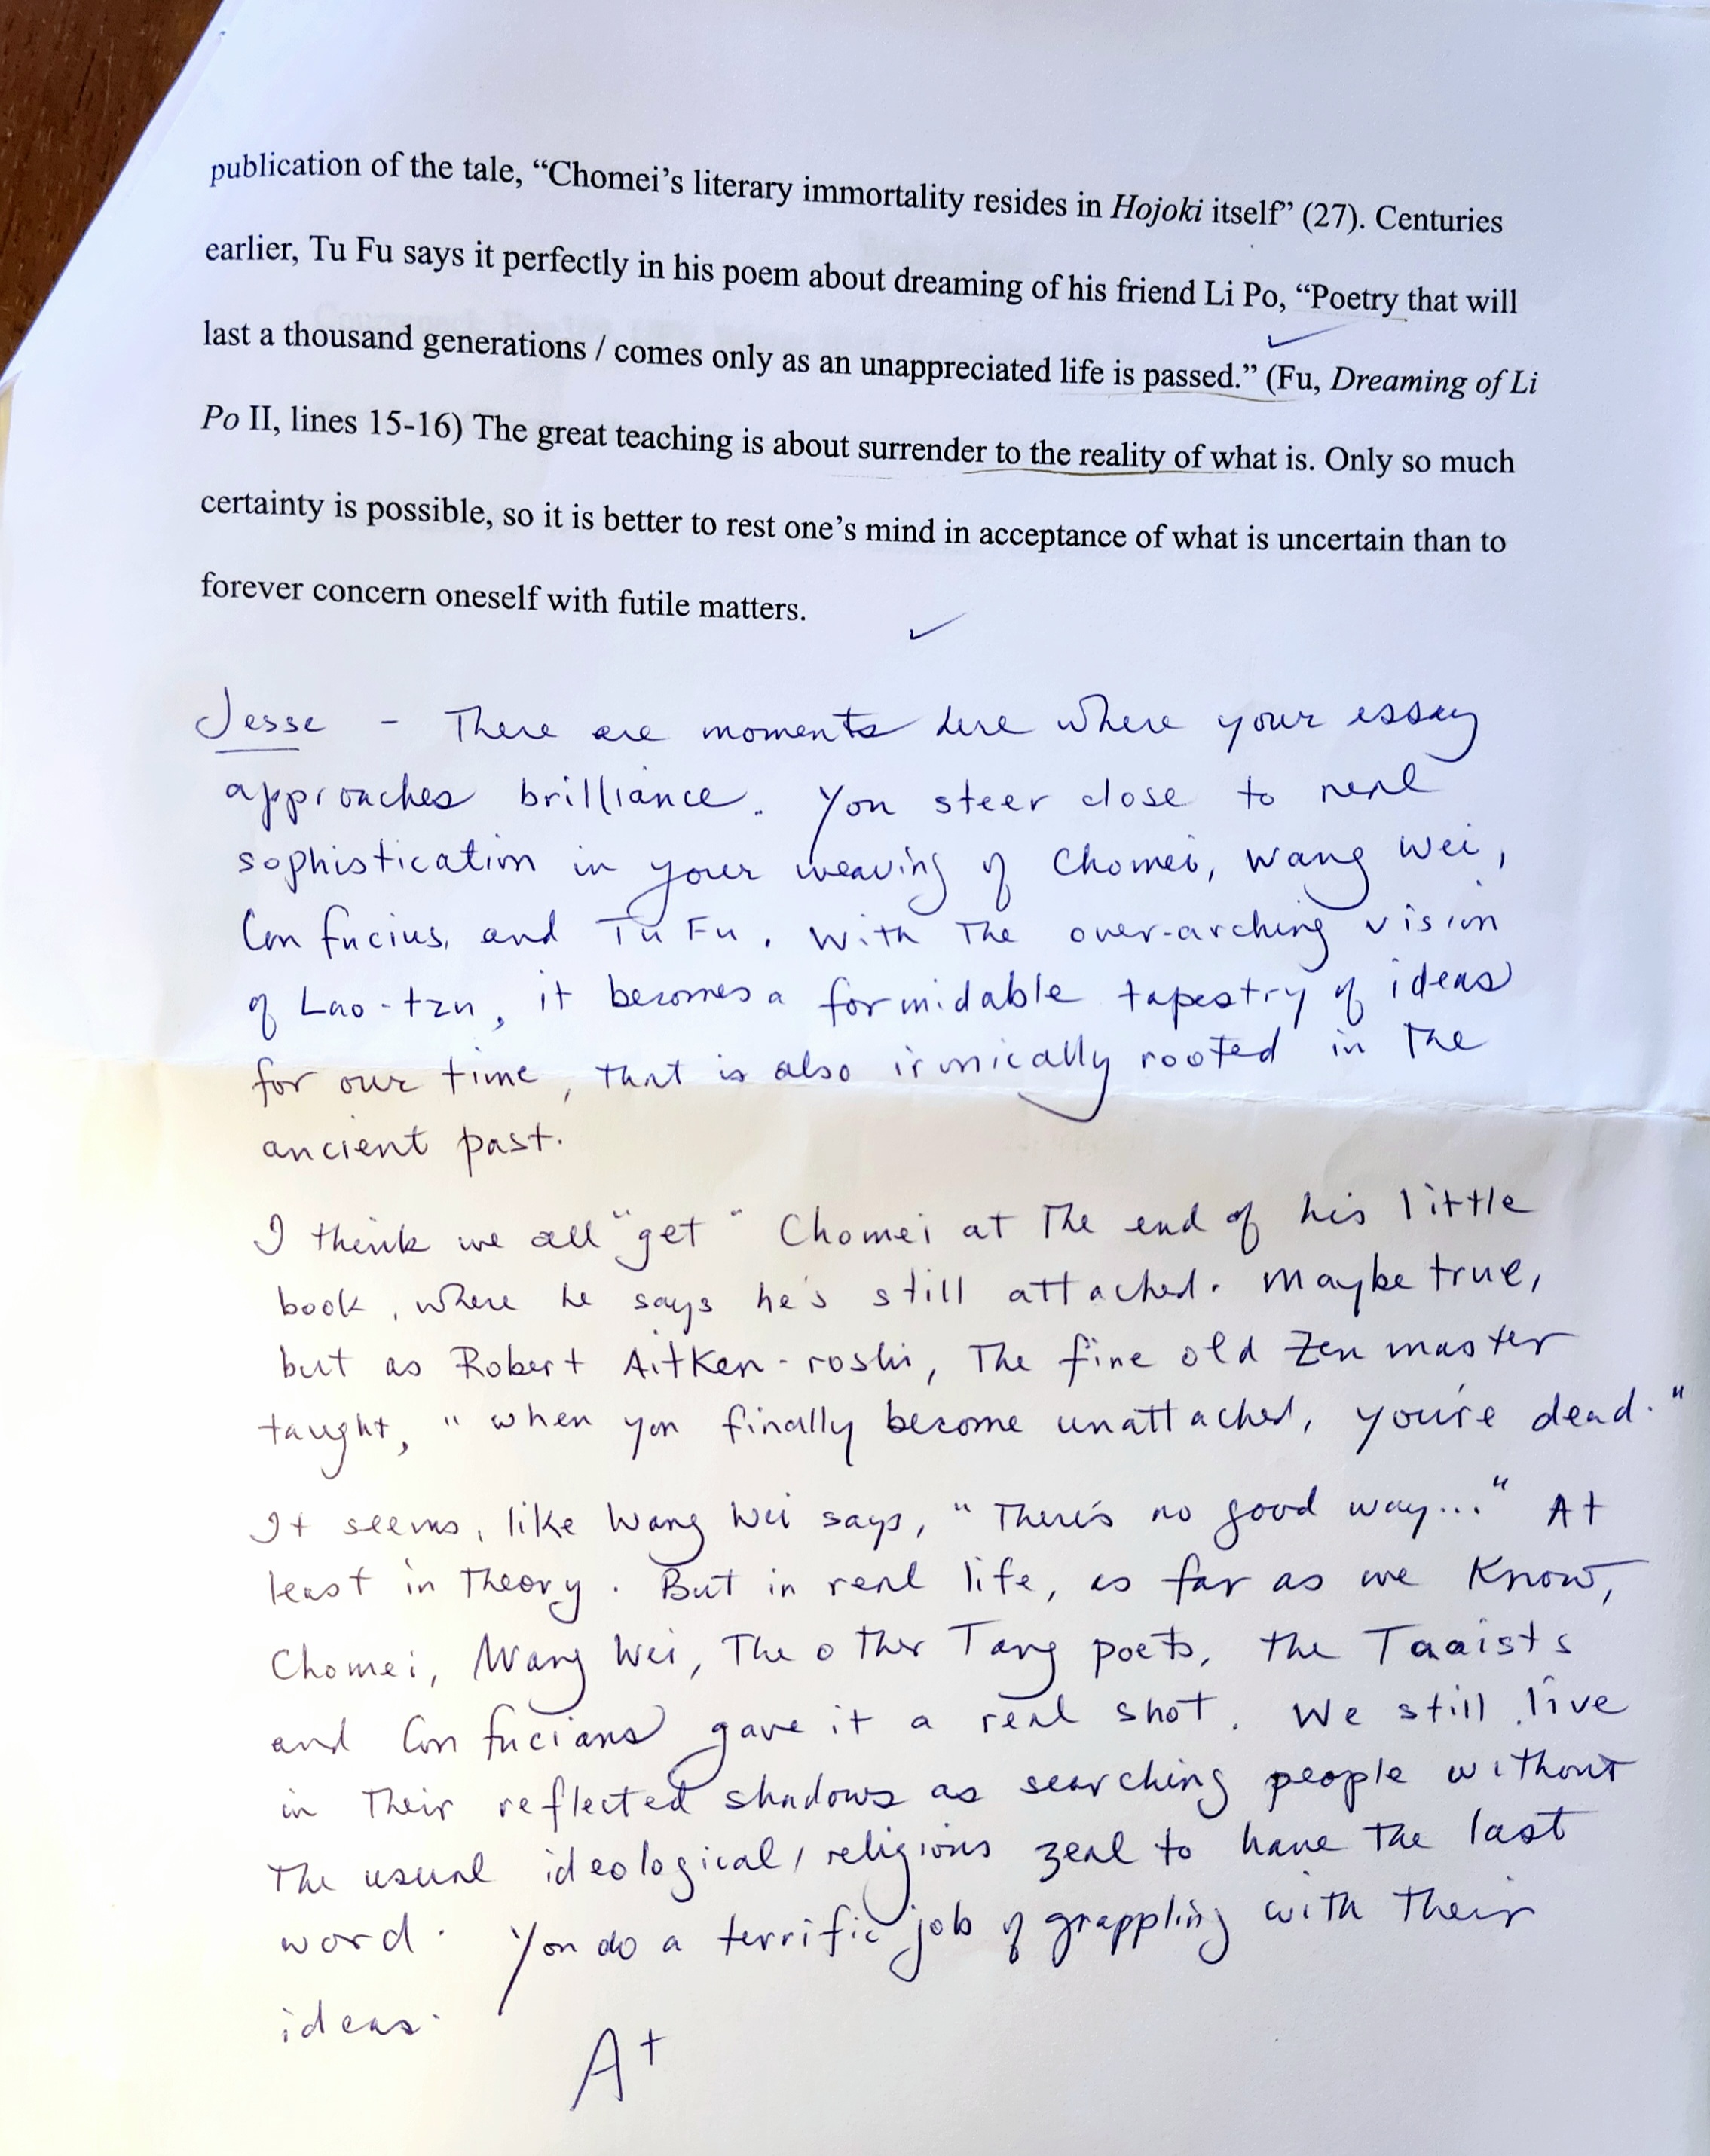 publication of the tale, “Chomei’s literary immortality resides in Hojoki itself” (27). Centuries
earlier, Tu Fu says it perfectly in his poem about dreaming of his friend Li Po, “Poetry that will
last a thousand generations / comes only as an unappreciated life is passed.” (Fu, Dreaming of Li
Po II, lines 15-16) The great teaching is about surrender to the reality of what is. Only so much
certainty is possible, so it is better to rest one’s mind in acceptance of what is uncertain than to
forever concern oneself with futile matters.
Jesse - There are moments here where your essay
approaches brilliance. You steer close to real
sophistication in your weaving of Chomei, Wang Wei,
Confucius, and Tu Fu. With the over-arching vision
of Lao-tzu, it becomes a formidable tapestry of ideas
for our time, that is also ironically rooted in the
ancient past.
I think we all "get" Chomei at the end of his little
book, where he says he's still attached. Maybe true,
but as Robert Aitken-roshi, the fine old Zen master
taught, "when you finally become unattached, you're dead."
It seems, like Wang Wei says, "There's no good way..." At
least in theory. But in real life, as far as we know,
Chomei, Wang Wei, the other Tang poets, the Taoists
and Confucians gave it a real shot. We still live
in their reflected shadows as searching people without
the usual ideological/religious zeal to have the last
word. You do a terrific job of grappling with their
ideas.
A+